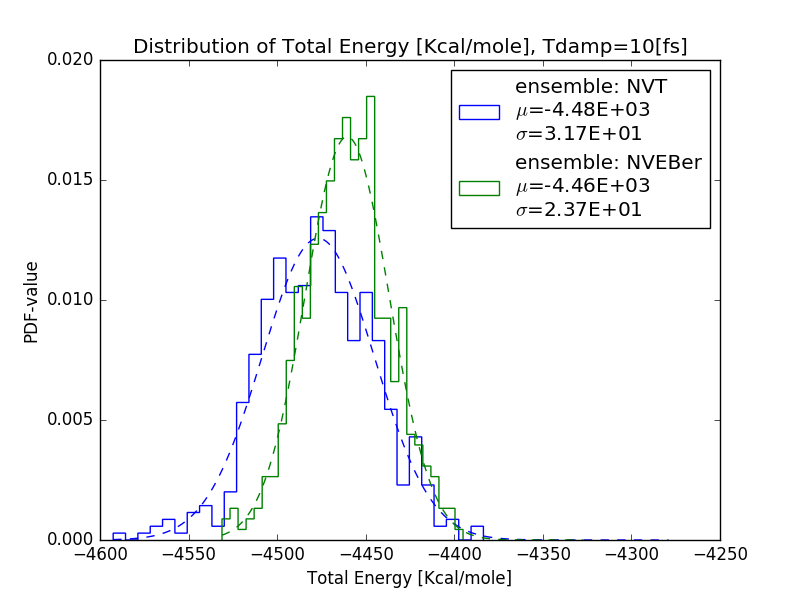 Distribution of Total Energy [Kcal/mole], Tdamp=10[fs]
0.020
0.015
0.010
0.005
0.000
PDF-value
ensemble: NVT
μ=-4.48E+03
σ=3.17E+01
ensemble: NVEBer
μ=-4.46E+03
σ=2.37E+01
−4600 −4550 −4500 −4450 −4400 −4350 −4300 −4250
Total Energy [Kcal/mole]